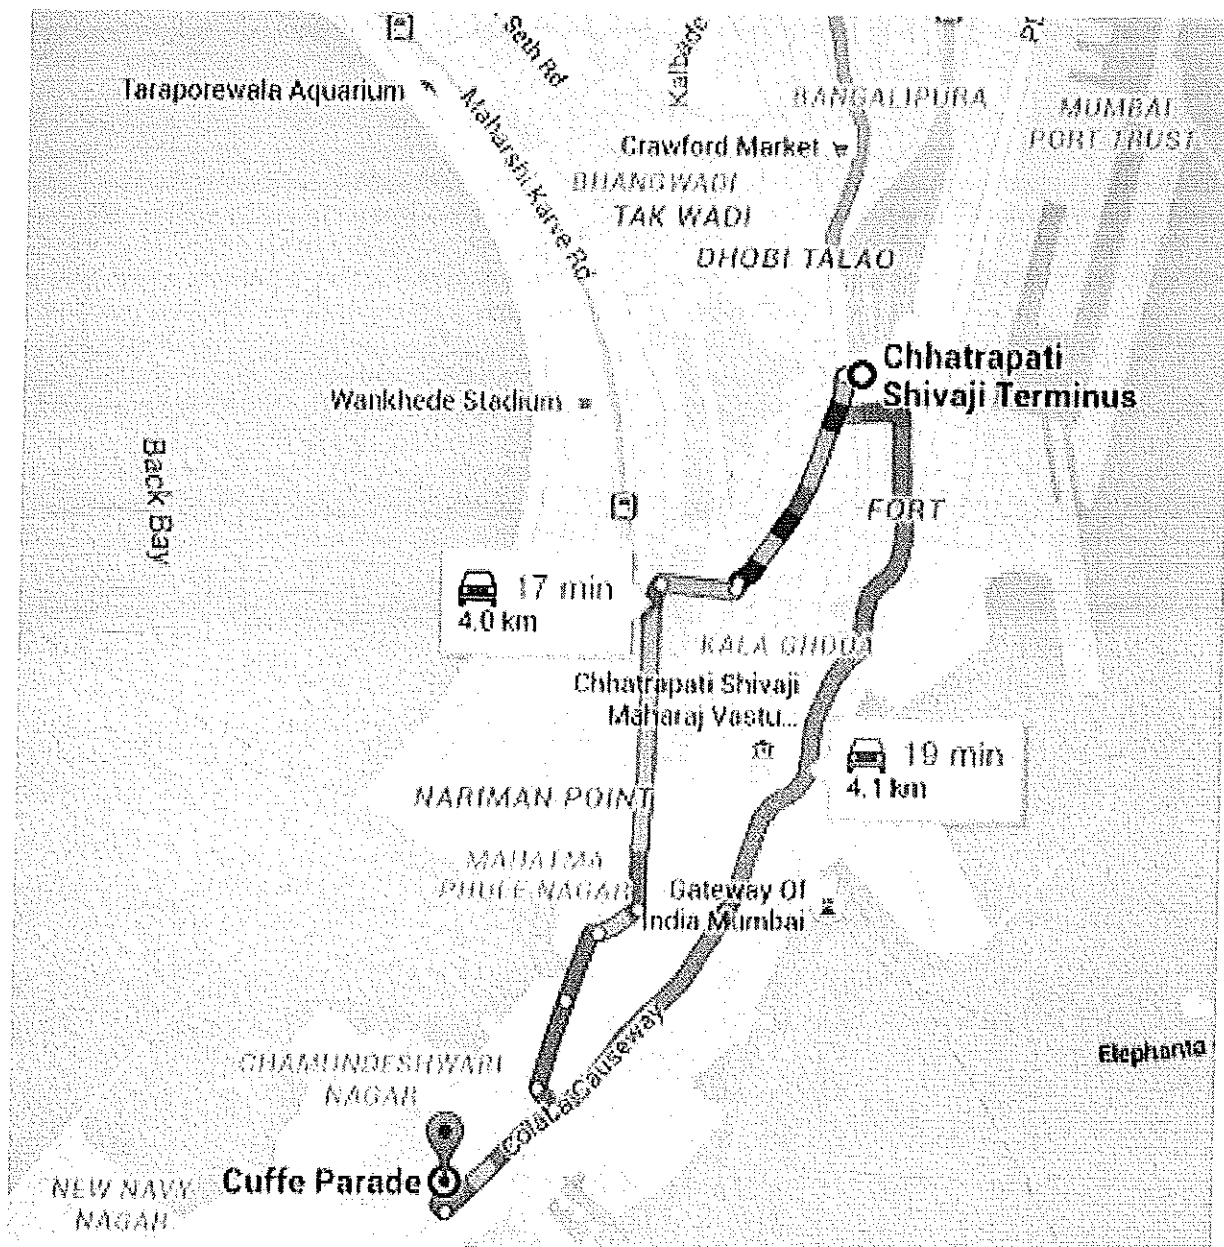 Seth Rd
Kalbade
Taraporewala Aquarium
Maharshi Karve Rd
BANGALIPURA
MUMBAI
PORT TRUST
Crawford Market
BHANGWADI
TAK WADI
DHOBI TALAO
Chhatrapati
Shivaji Terminus
Wankhede Stadium
Back Bay
FORT
17 min
4.0 km
KALA GHODA
Chhatrapati Shivaji
Maharaj Vastu...
19 min
4.1 km
NARIMAN POINT
MAHATMA
PHULE NAGAR
Gateway Of
India Mumbai
Colaba Causeway
Elephanta
CHAMUNDESHWARI
NAGAR
Cuffe Parade
NEW NAVY
NAGAR